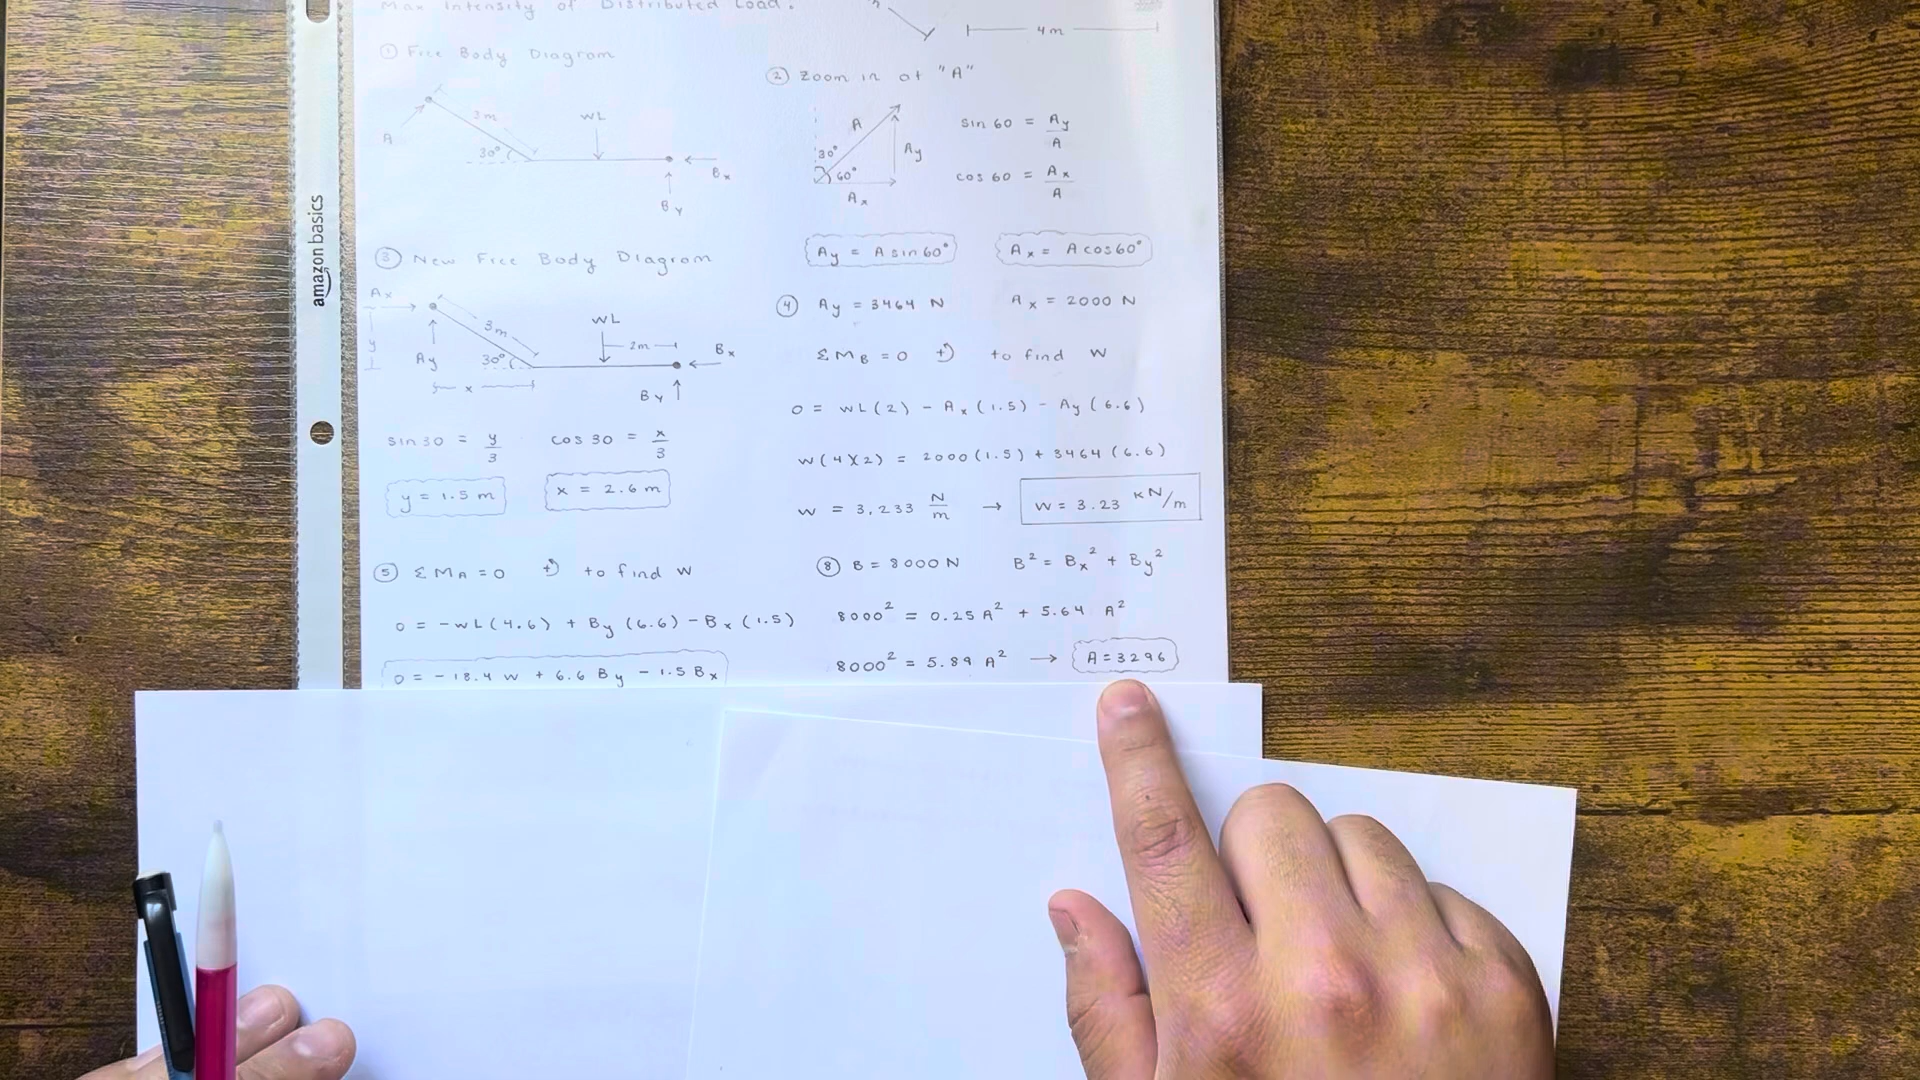 Max Intensity of Distributed Load.
4m
① Free Body Diagram
3m
WL
A
30°
Bx
By
② Zoom in at "A"
A
30°
Ay
60°
Ax
sin 60 = Ay / A
cos 60 = Ax / A
Ay = A sin 60°
Ax = A cos 60°
③ New Free Body Diagram
Ax
3m
WL
y
2m
Bx
Ay
30°
x
By
sin 30 = y / 3
cos 30 = x / 3
y = 1.5 m
x = 2.6 m
④ Ay = 3464 N
Ax = 2000 N
ΣMB = 0 +↺ to find W
0 = WL(2) - Ax(1.5) - Ay(6.6)
W(4)(2) = 2000(1.5) + 3464(6.6)
W = 3,233 N/m → W = 3.23 kN/m
⑤ ΣMA = 0 +↺ to find W
0 = -WL(4.6) + By(6.6) - Bx(1.5)
0 = -18.4 W + 6.6 By - 1.5 Bx
⑧ B = 8000 N
B² = Bx² + By²
8000² = 0.25 A² + 5.64 A²
8000² = 5.89 A² → A = 3296
amazon basics